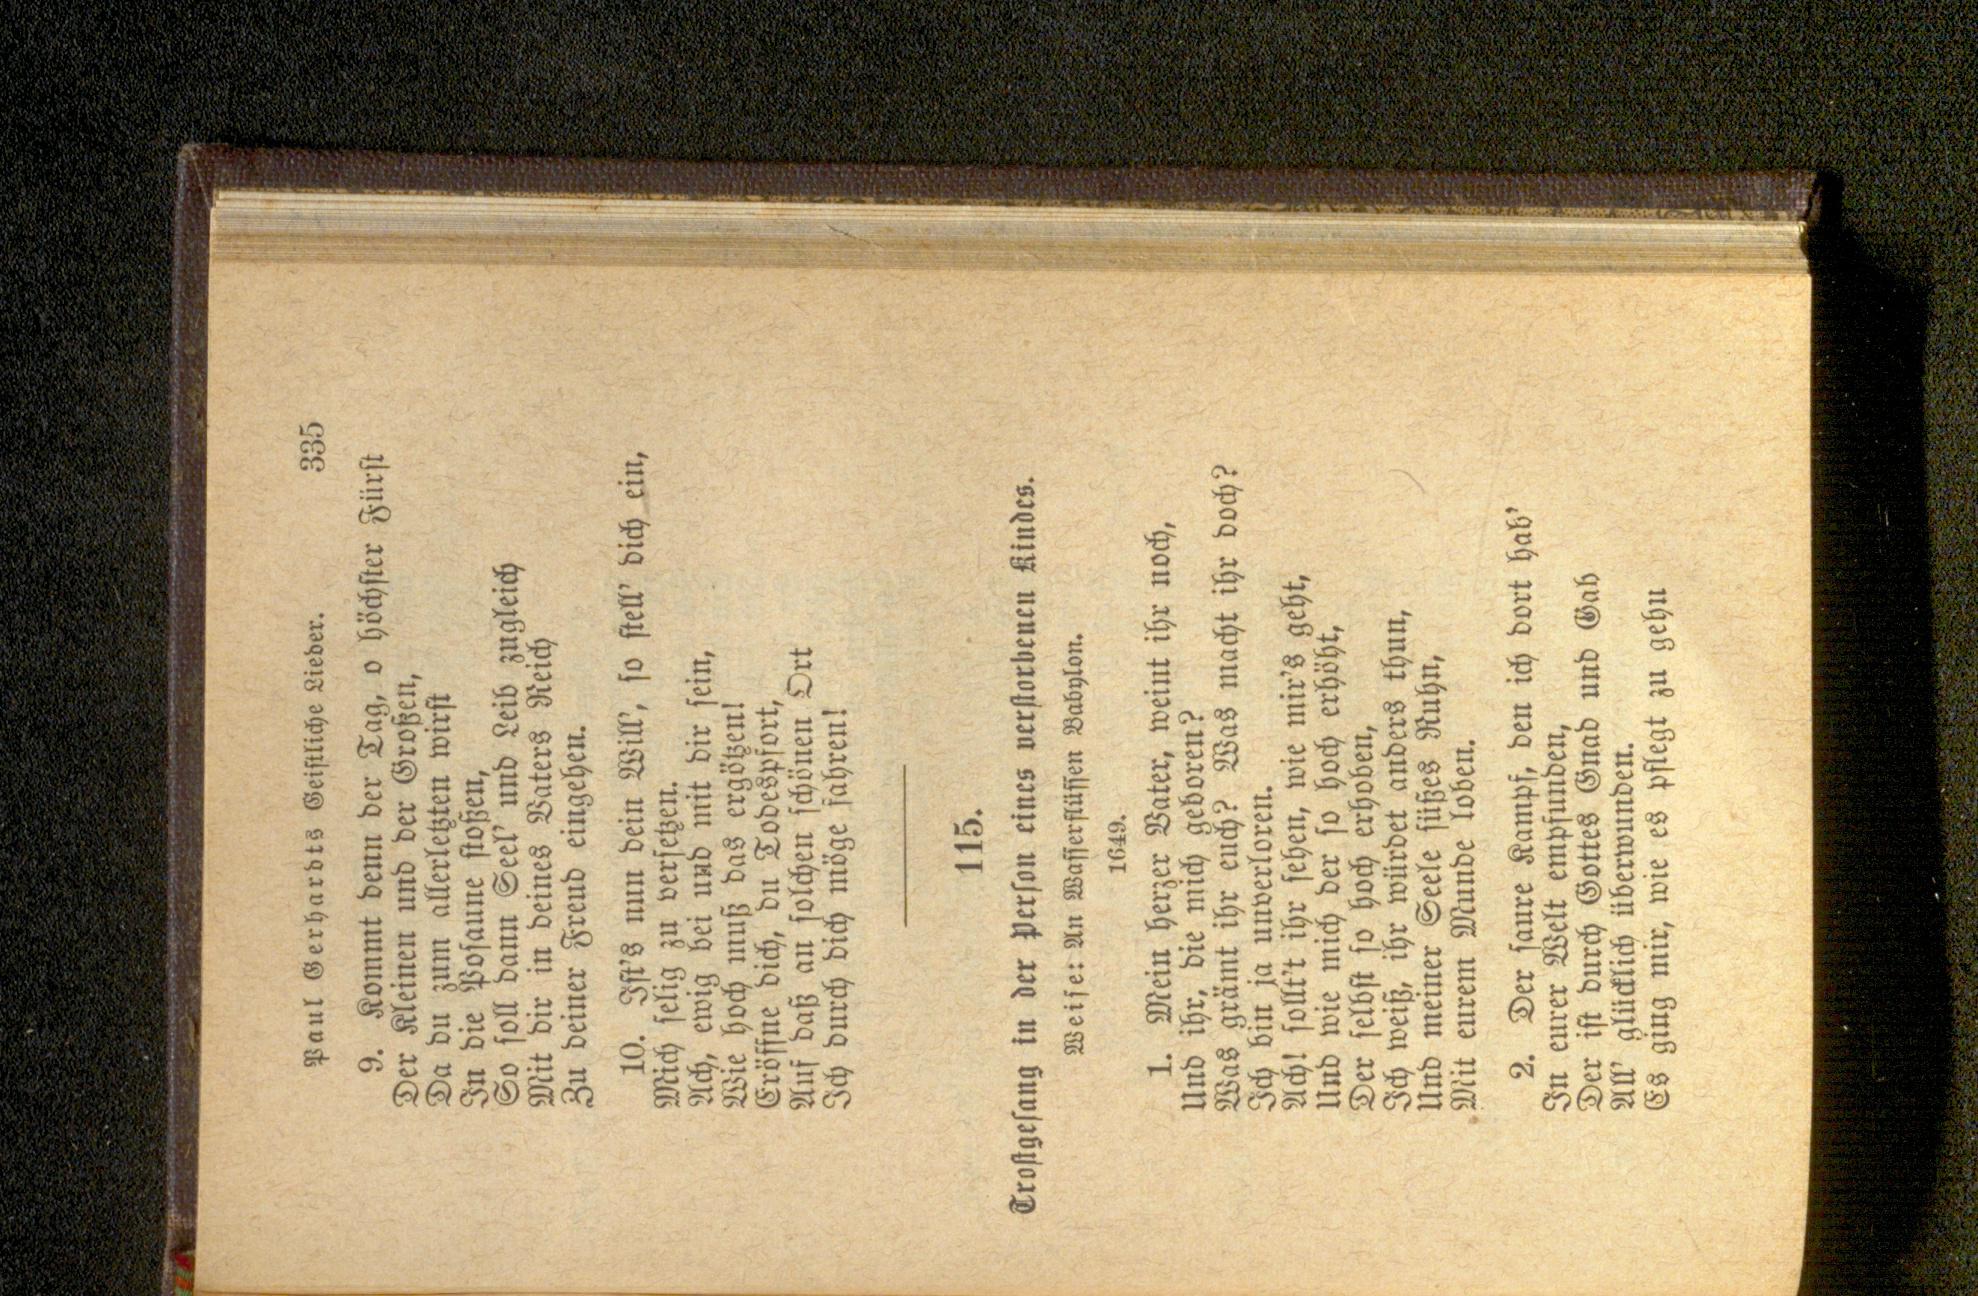 Paul Gerhardts Geistliche Lieder. 335
9. Kommt denn der Tag, o höchster Fürst
Der Kleinen und der Großen,
Da du zum allerletzten wirst
In die Posaune stoßen,
So soll dann Seel' und Leib zugleich
Mit dir in deines Vaters Reich
Zu deiner Freud eingehen.
10. Ist's nun dein Will', so stell' dich ein,
Mich selig zu versetzen.
Ach, ewig bei und mit dir sein,
Wie hoch muß das ergötzen!
Eröffne dich, du Todespfort,
Auf daß an solchen schönen Ort
Ich durch dich möge fahren!
115.
Trostgesang in der Person eines verstorbenen Kindes.
Weise: An Wasserflüssen Babylon.
1649.
1. Mein herzer Vater, weint ihr noch,
Und ihr, die mich geboren?
Was grämt ihr euch? Was macht ihr doch?
Ich bin ja unverloren.
Ach! sollt't ihr sehen, wie mir's geht,
Und wie mich der so hoch erhöht,
Der selbst so hoch erhoben,
Ich weiß, ihr würdet anders thun,
Und meiner Seele süßes Ruhn,
Mit eurem Munde loben.
2. Der saure Kampf, den ich dort hab'
In eurer Welt empfunden,
Der ist durch Gottes Gnad und Gab
All' glücklich überwunden.
Es ging mir, wie es pflegt zu gehn